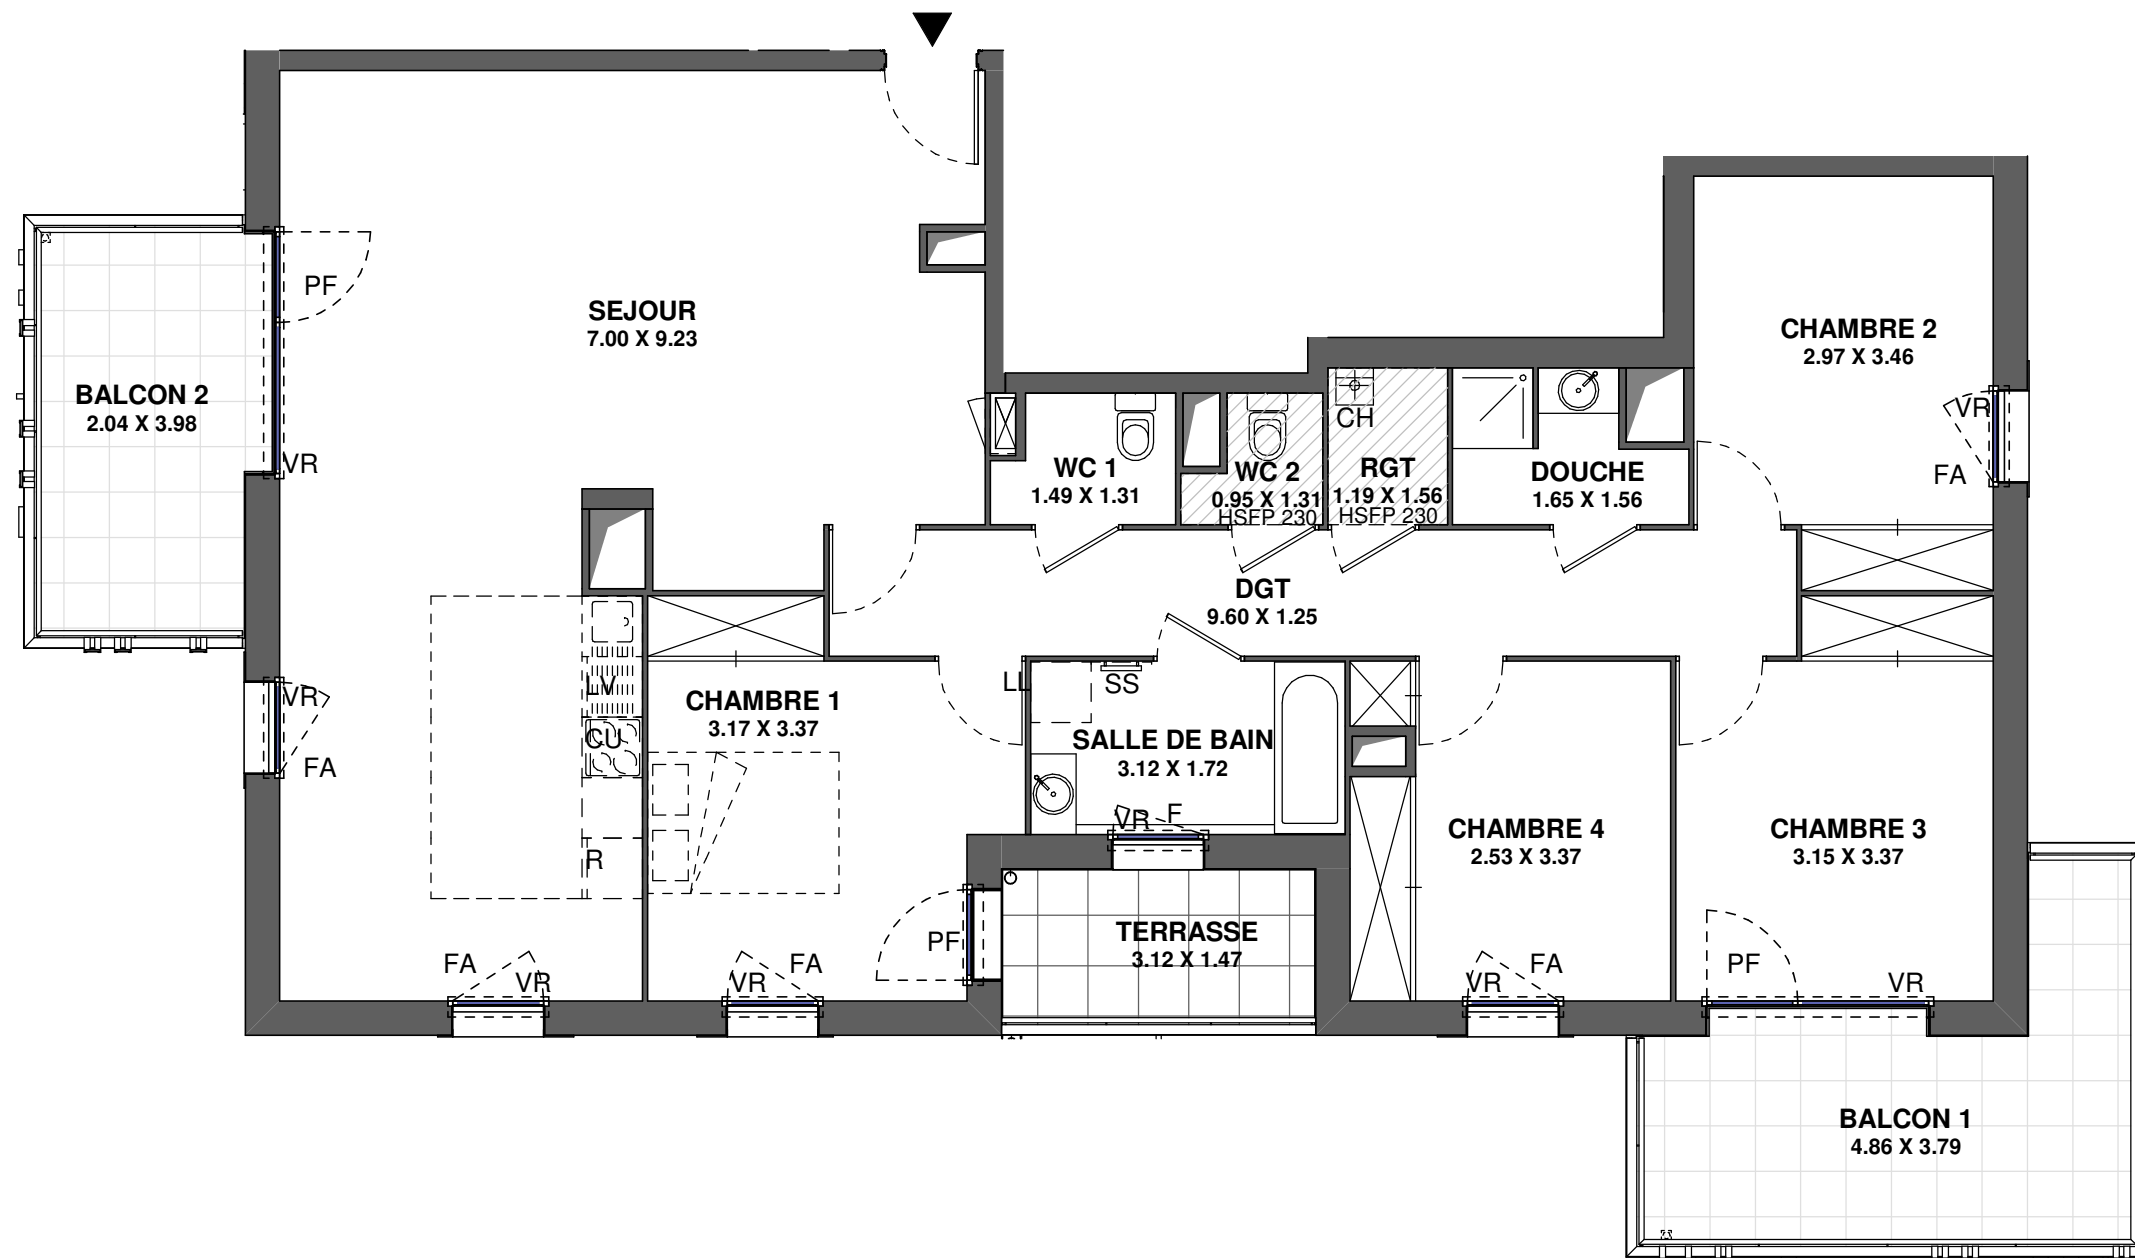 PF
SEJOUR
7.00 X 9.23
CHAMBRE 2
2.97 X 3.46
BALCON 2
2.04 X 3.98
VR
VR
FA
CH
WC 1
1.49 X 1.31
WC 2
0.95 X 1.31
HSFP 230
RGT
1.19 X 1.56
HSFP 230
DOUCHE
1.65 X 1.56
DGT
9.60 X 1.25
VR
FA
LV
CU
R
CHAMBRE 1
3.17 X 3.37
LL
SS
SALLE DE BAIN
3.12 X 1.72
VR
F
CHAMBRE 4
2.53 X 3.37
CHAMBRE 3
3.15 X 3.37
TERRASSE
3.12 X 1.47
PF
FA
VR
VR
FA
VR
FA
PF
VR
BALCON 1
4.86 X 3.79